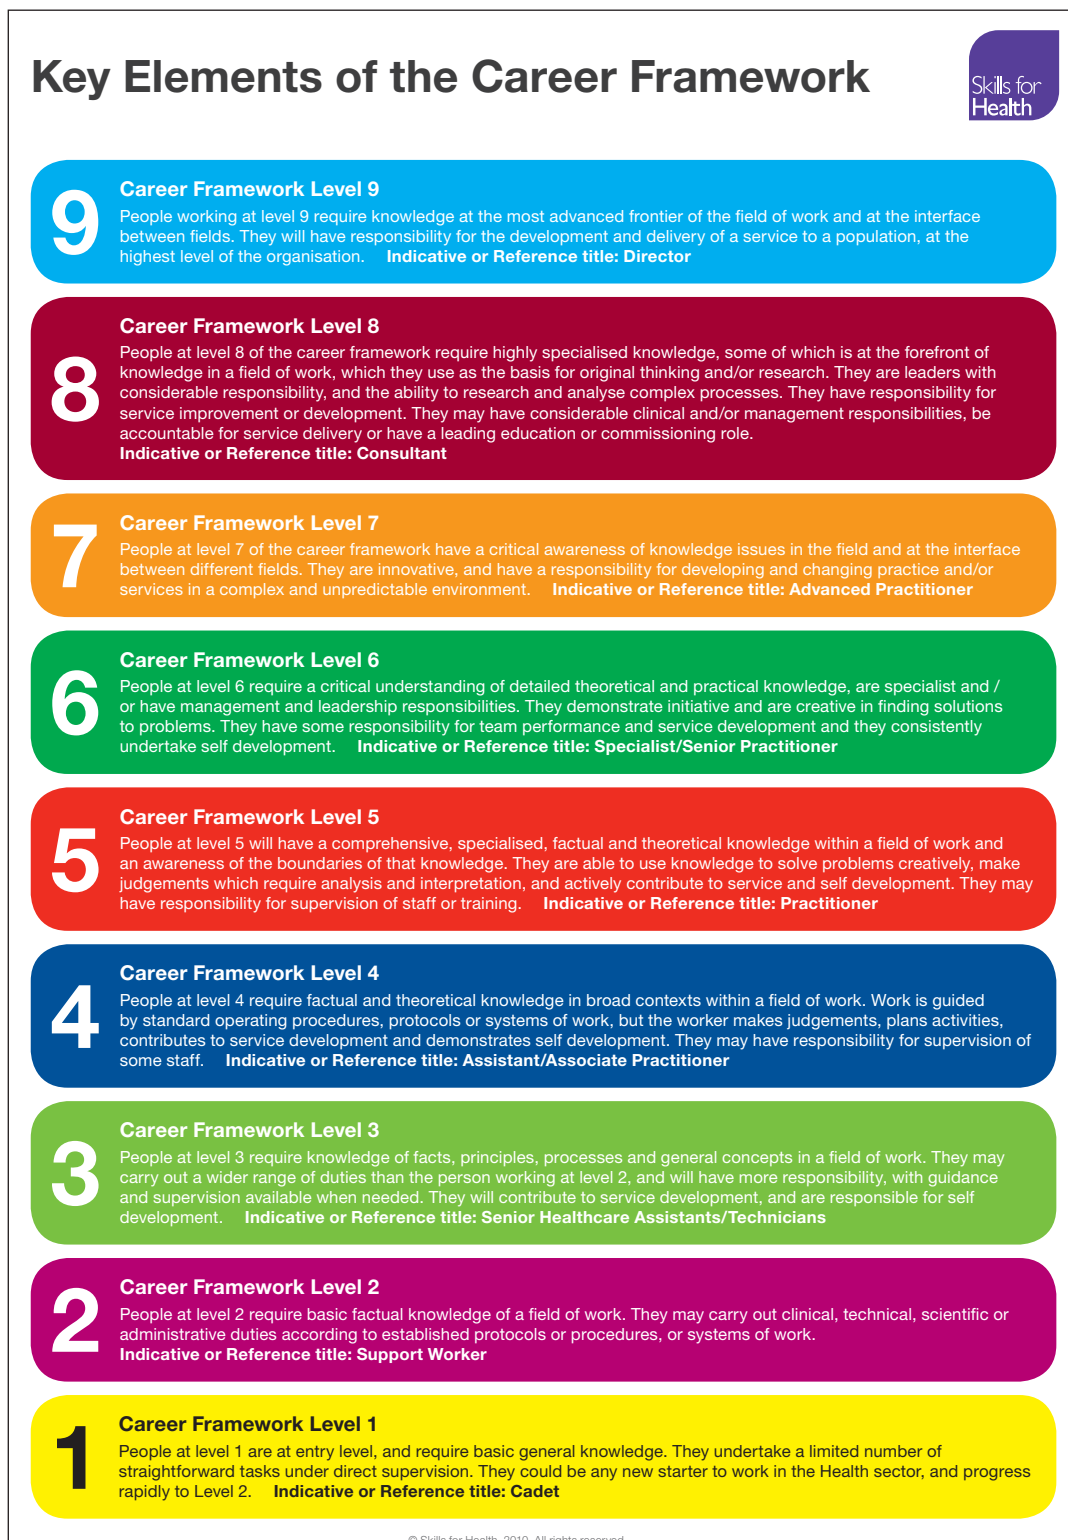 Key Elements of the Career Framework
Skills for
Health
9
Career Framework Level 9
People working at level 9 require knowledge at the most advanced frontier of the field of work and at the interface
between fields. They will have responsibility for the development and delivery of a service to a population, at the
highest level of the organisation. Indicative or Reference title: Director
8
Career Framework Level 8
People at level 8 of the career framework require highly specialised knowledge, some of which is at the forefront of
knowledge in a field of work, which they use as the basis for original thinking and/or research. They are leaders with
considerable responsibility, and the ability to research and analyse complex processes. They have responsibility for
service improvement or development. They may have considerable clinical and/or management responsibilities, be
accountable for service delivery or have a leading education or commissioning role.
Indicative or Reference title: Consultant
7
Career Framework Level 7
People at level 7 of the career framework have a critical awareness of knowledge issues in the field and at the interface
between different fields. They are innovative, and have a responsibility for developing and changing practice and/or
services in a complex and unpredictable environment. Indicative or Reference title: Advanced Practitioner
6
Career Framework Level 6
People at level 6 require a critical understanding of detailed theoretical and practical knowledge, are specialist and /
or have management and leadership responsibilities. They demonstrate initiative and are creative in finding solutions
to problems. They have some responsibility for team performance and service development and they consistently
undertake self development. Indicative or Reference title: Specialist/Senior Practitioner
5
Career Framework Level 5
People at level 5 will have a comprehensive, specialised, factual and theoretical knowledge within a field of work and
an awareness of the boundaries of that knowledge. They are able to use knowledge to solve problems creatively, make
judgements which require analysis and interpretation, and actively contribute to service and self development. They may
have responsibility for supervision of staff or training. Indicative or Reference title: Practitioner
4
Career Framework Level 4
People at level 4 require factual and theoretical knowledge in broad contexts within a field of work. Work is guided
by standard operating procedures, protocols or systems of work, but the worker makes judgements, plans activities,
contributes to service development and demonstrates self development. They may have responsibility for supervision of
some staff. Indicative or Reference title: Assistant/Associate Practitioner
3
Career Framework Level 3
People at level 3 require knowledge of facts, principles, processes and general concepts in a field of work. They may
carry out a wider range of duties than the person working at level 2, and will have more responsibility, with guidance
and supervision available when needed. They will contribute to service development, and are responsible for self
development. Indicative or Reference title: Senior Healthcare Assistants/Technicians
2
Career Framework Level 2
People at level 2 require basic factual knowledge of a field of work. They may carry out clinical, technical, scientific or
administrative duties according to established protocols or procedures, or systems of work.
Indicative or Reference title: Support Worker
1
Career Framework Level 1
People at level 1 are at entry level, and require basic general knowledge. They undertake a limited number of
straightforward tasks under direct supervision. They could be any new starter to work in the Health sector, and progress
rapidly to Level 2. Indicative or Reference title: Cadet
© Skills for Health, 2010. All rights reserved